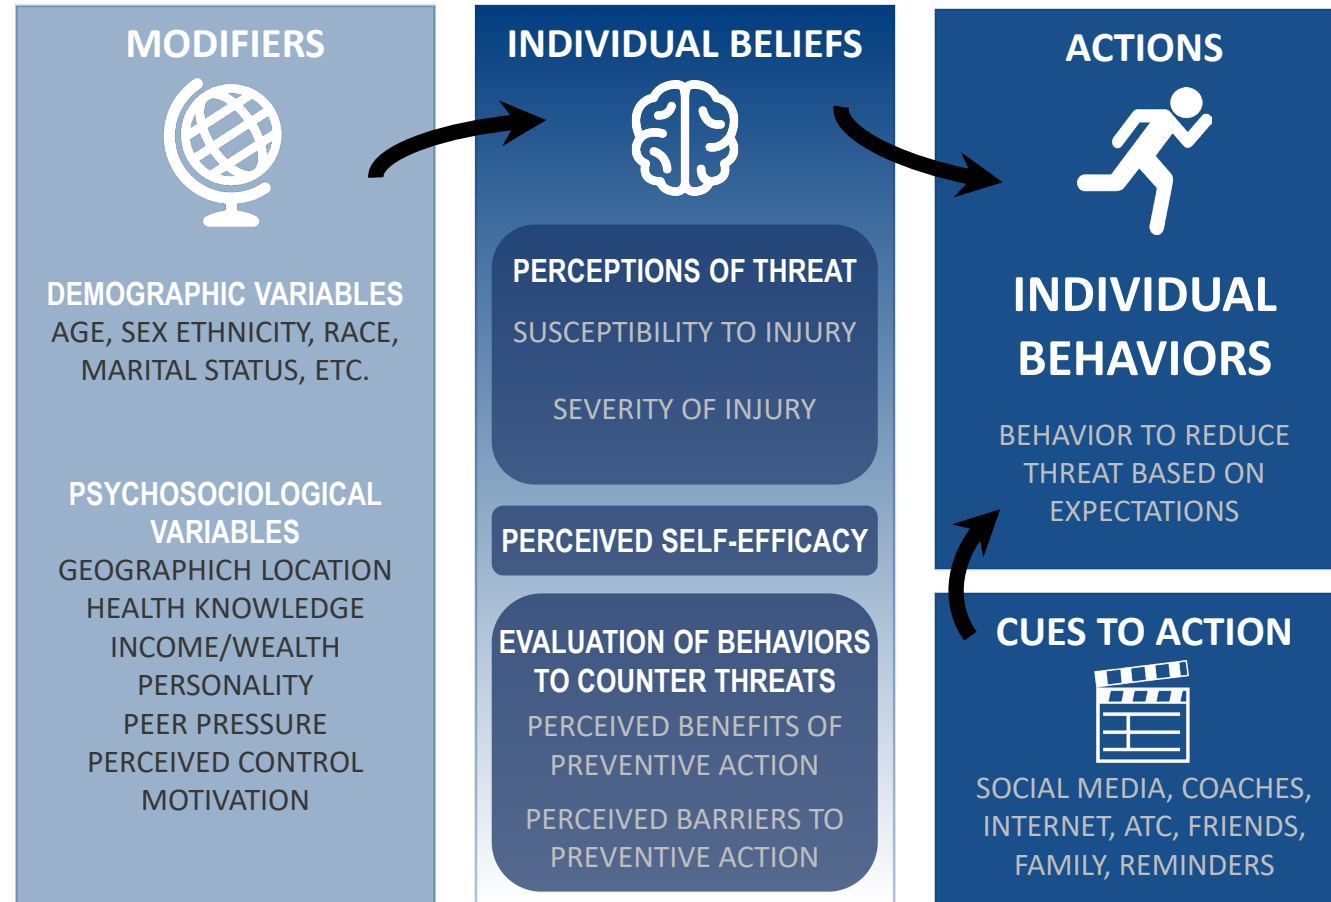 MODIFIERS
DEMOGRAPHIC VARIABLES
AGE, SEX ETHNICITY, RACE,
MARITAL STATUS, ETC.
PSYCHOSOCIOLOGICAL
VARIABLES
GEOGRAPHICH LOCATION
HEALTH KNOWLEDGE
INCOME/WEALTH
PERSONALITY
PEER PRESSURE
PERCEIVED CONTROL
MOTIVATION
INDIVIDUAL BELIEFS
PERCEPTIONS OF THREAT
SUSCEPTIBILITY TO INJURY
SEVERITY OF INJURY
PERCEIVED SELF-EFFICACY
EVALUATION OF BEHAVIORS
TO COUNTER THREATS
PERCEIVED BENEFITS OF
PREVENTIVE ACTION
PERCEIVED BARRIERS TO
PREVENTIVE ACTION
ACTIONS
INDIVIDUAL
BEHAVIORS
BEHAVIOR TO REDUCE
THREAT BASED ON
EXPECTATIONS
CUES TO ACTION
SOCIAL MEDIA, COACHES,
INTERNET, ATC, FRIENDS,
FAMILY, REMINDERS